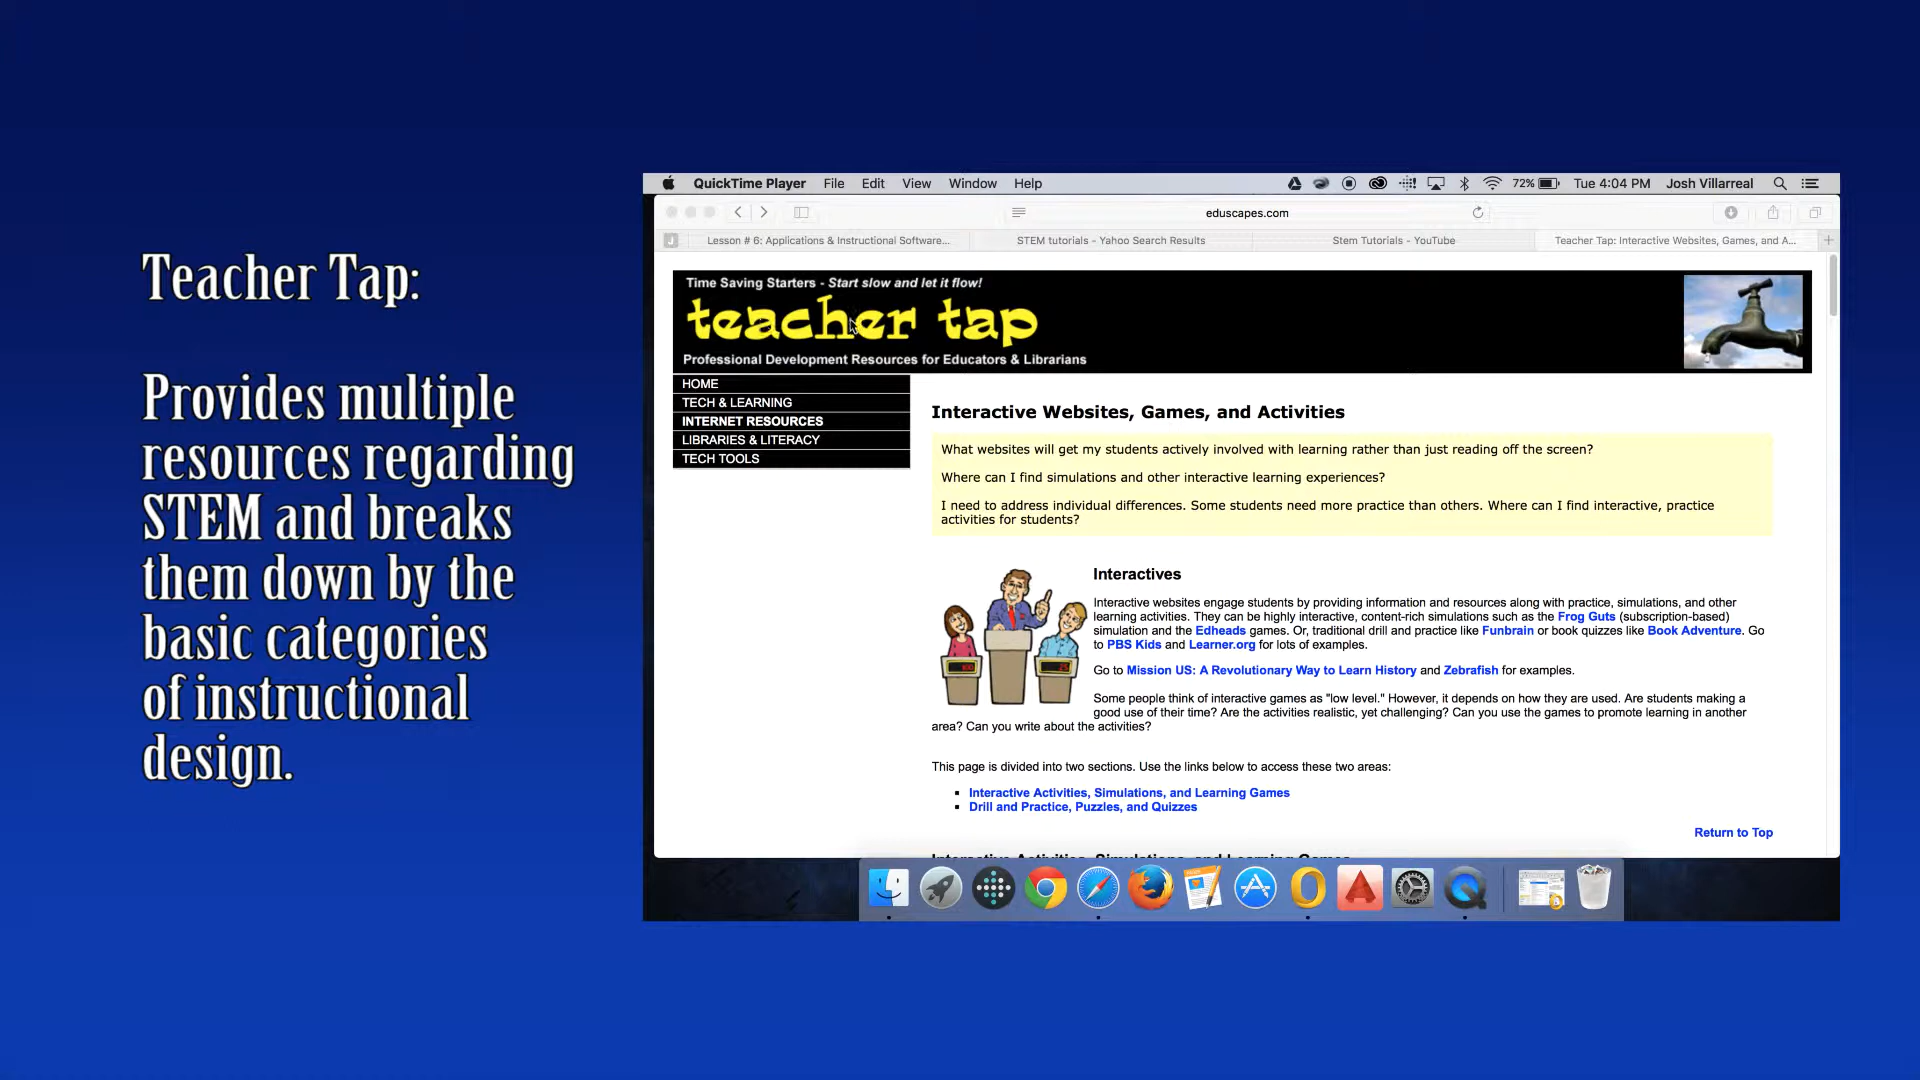 Teacher Tap:
Provides multiple
resources regarding
STEM and breaks
them down by the
basic categories
of instructional
design.
QuickTime Player File Edit View Window Help 72% Tue 4:04 PM Josh Villarreal
eduscapes.com
Lesson # 6: Applications & Instructional Software... STEM tutorials - Yahoo Search Results Stem Tutorials - YouTube Teacher Tap: Interactive Websites, Games, and A...
Time Saving Starters - Start slow and let it flow!
teacher tap
Professional Development Resources for Educators & Librarians
HOME
TECH & LEARNING
INTERNET RESOURCES
LIBRARIES & LITERACY
TECH TOOLS
Interactive Websites, Games, and Activities
What websites will get my students actively involved with learning rather than just reading off the screen?
Where can I find simulations and other interactive learning experiences?
I need to address individual differences. Some students need more practice than others. Where can I find interactive, practice
activities for students?
Interactives
Interactive websites engage students by providing information and resources along with practice, simulations, and other
learning activities. They can be highly interactive, content-rich simulations such as the Frog Guts (subscription-based)
simulation and the Edheads games. Or, traditional drill and practice like Funbrain or book quizzes like Book Adventure. Go
to PBS Kids and Learner.org for lots of examples.
Go to Mission US: A Revolutionary Way to Learn History and Zebrafish for examples.
Some people think of interactive games as "low level." However, it depends on how they are used. Are students making a
good use of their time? Are the activities realistic, yet challenging? Can you use the games to promote learning in another
area? Can you write about the activities?
This page is divided into two sections. Use the links below to access these two areas:
Interactive Activities, Simulations, and Learning Games
Drill and Practice, Puzzles, and Quizzes
Return to Top
Interactive Activities, Simulations, and Learning Games